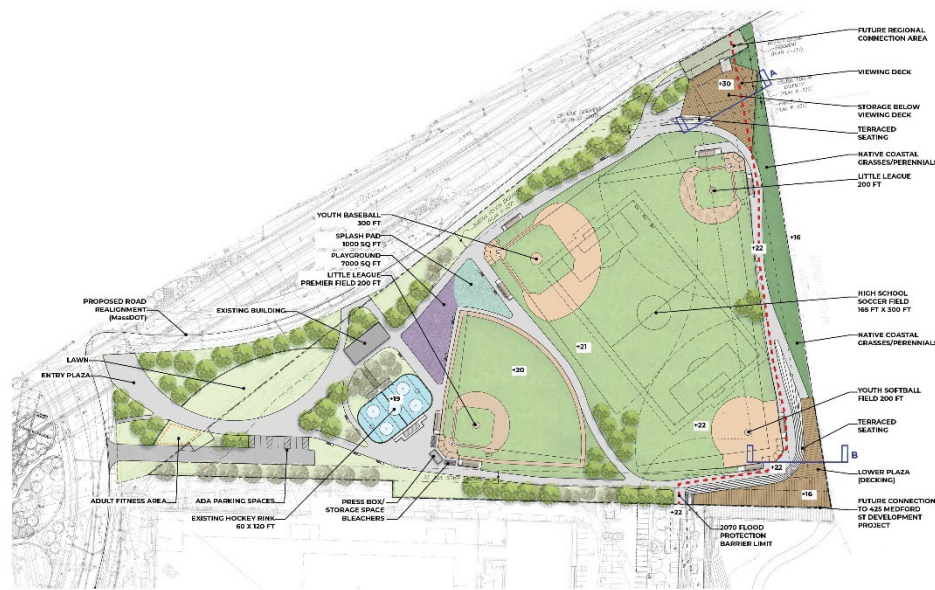 FUTURE REGIONAL
CONNECTION AREA
VIEWING DECK
STORAGE BELOW
VIEWING DECK
TERRACED
SEATING
NATIVE COASTAL
GRASSES/PERENNIALS
LITTLE LEAGUE
200 FT
HIGH SCHOOL
SOCCER FIELD
165 FT X 300 FT
NATIVE COASTAL
GRASSES/PERENNIALS
YOUTH SOFTBALL
FIELD 200 FT
TERRACED
SEATING
LOWER PLAZA
(DECKING)
FUTURE CONNECTION
TO 425 MEDFORD
ST DEVELOPMENT
PROJECT
YOUTH BASEBALL
300 FT
SPLASH PAD
1000 SQ FT
PLAYGROUND
7000 SQ FT
LITTLE LEAGUE
PREMIER FIELD 200 FT
EXISTING BUILDING
PROPOSED ROAD
REALIGNMENT
(MassDOT)
LAWN
ENTRY PLAZA
ADULT FITNESS AREA
ADA PARKING SPACES
EXISTING HOCKEY RINK
60 X 120 FT
PRESS BOX/
STORAGE SPACE
BLEACHERS
2070 FLOOD
PROTECTION
BARRIER LIMIT
A
B
+30
+22
+16
+21
+20
+19
+22
+22
+16
+22